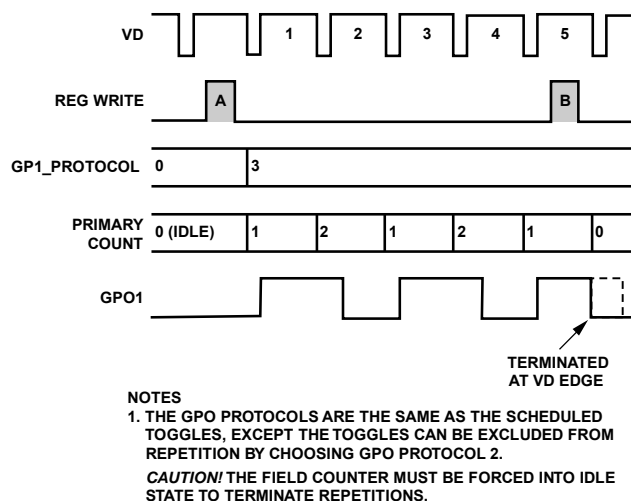 VD 1 2 3 4 5
REG WRITE A B
GP1_PROTOCOL 0 3
PRIMARY
COUNT 0 (IDLE) 1 2 1 2 1 0
GPO1
TERMINATED
AT VD EDGE
NOTES
1. THE GPO PROTOCOLS ARE THE SAME AS THE SCHEDULED
TOGGLES, EXCEPT THE TOGGLES CAN BE EXCLUDED FROM
REPETITION BY CHOOSING GPO PROTOCOL 2.
CAUTION! THE FIELD COUNTER MUST BE FORCED INTO IDLE
STATE TO TERMINATE REPETITIONS.